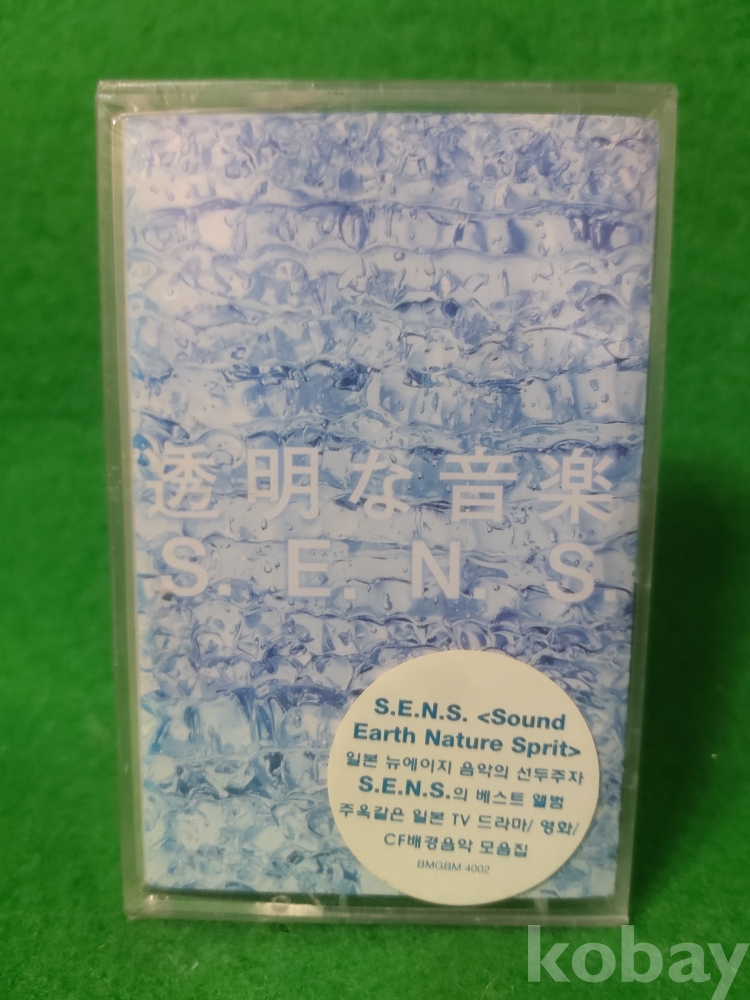 透明な音楽
S. E. N. S.
S.E.N.S. <Sound
Earth Nature Sprit>
일본 뉴에이지 음악의 선두주자
S.E.N.S.의 베스트 앨범
주옥같은 일본 TV 드라마/ 영화/
CF배경음악 모음집
BMGBM 4002
kobay